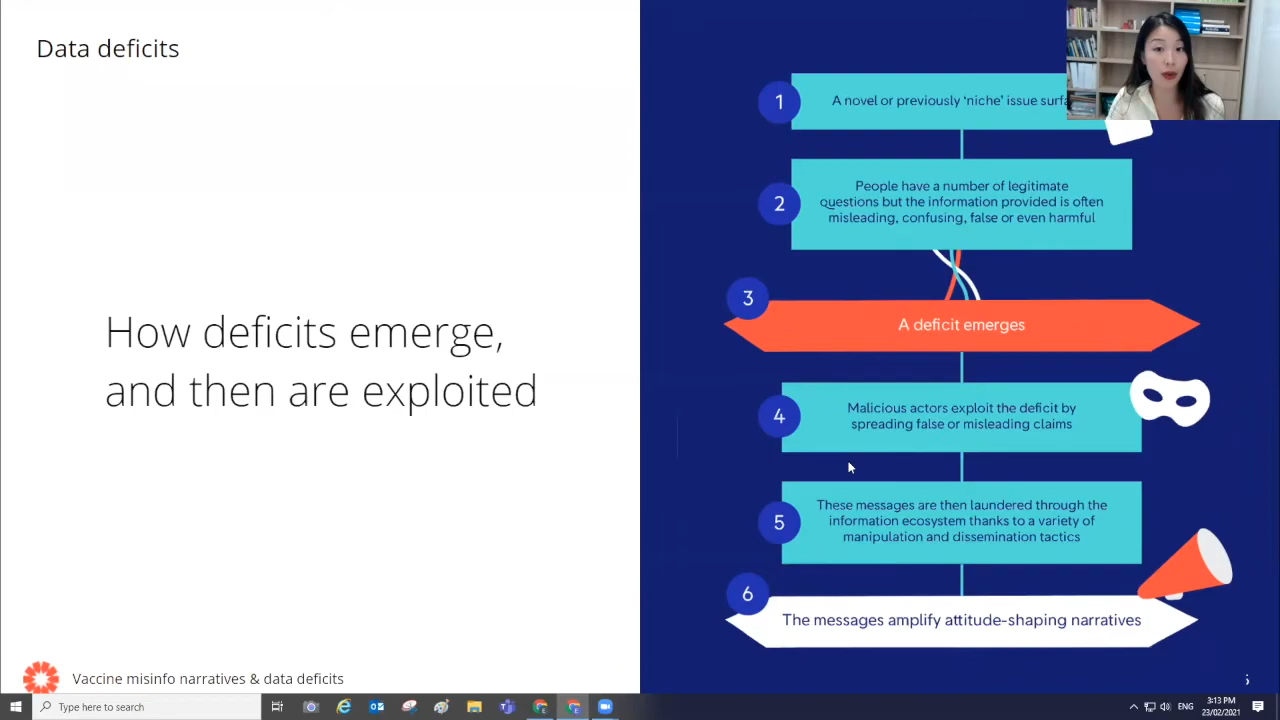 Data deficits
How deficits emerge,
and then are exploited
1
A novel or previously ‘niche’ issue
2
People have a number of legitimate
questions but the information provided is often
misleading, confusing, false or even harmful
3
A deficit emerges
4
Malicious actors exploit the deficit by
spreading false or misleading claims
5
These messages are then laundered through the
information ecosystem thanks to a variety of
manipulation and dissemination tactics
6
The messages amplify attitude-shaping narratives
Vaccine misinfo narratives & data deficits
Type here to search
ENG
3:13 PM
23/02/2021